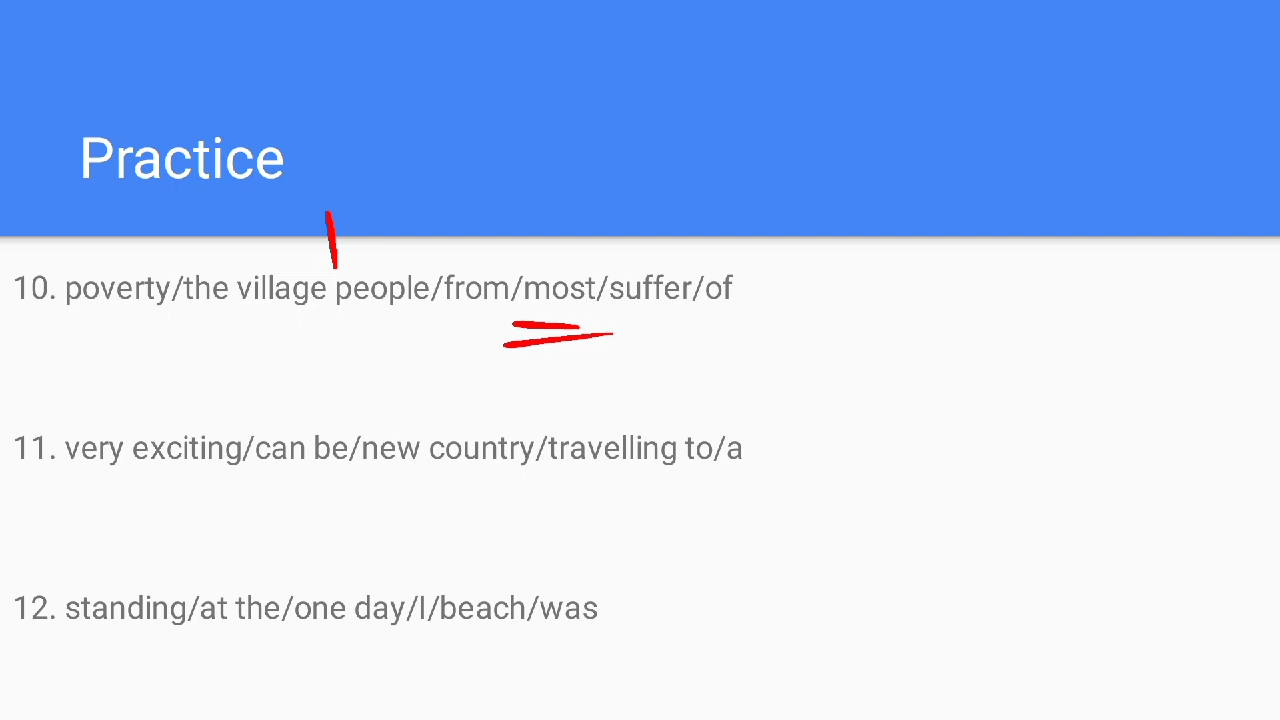 Practice
10. poverty/the village people/from/most/suffer/of
11. very exciting/can be/new country/travelling to/a
12. standing/at the/one day/I/beach/was